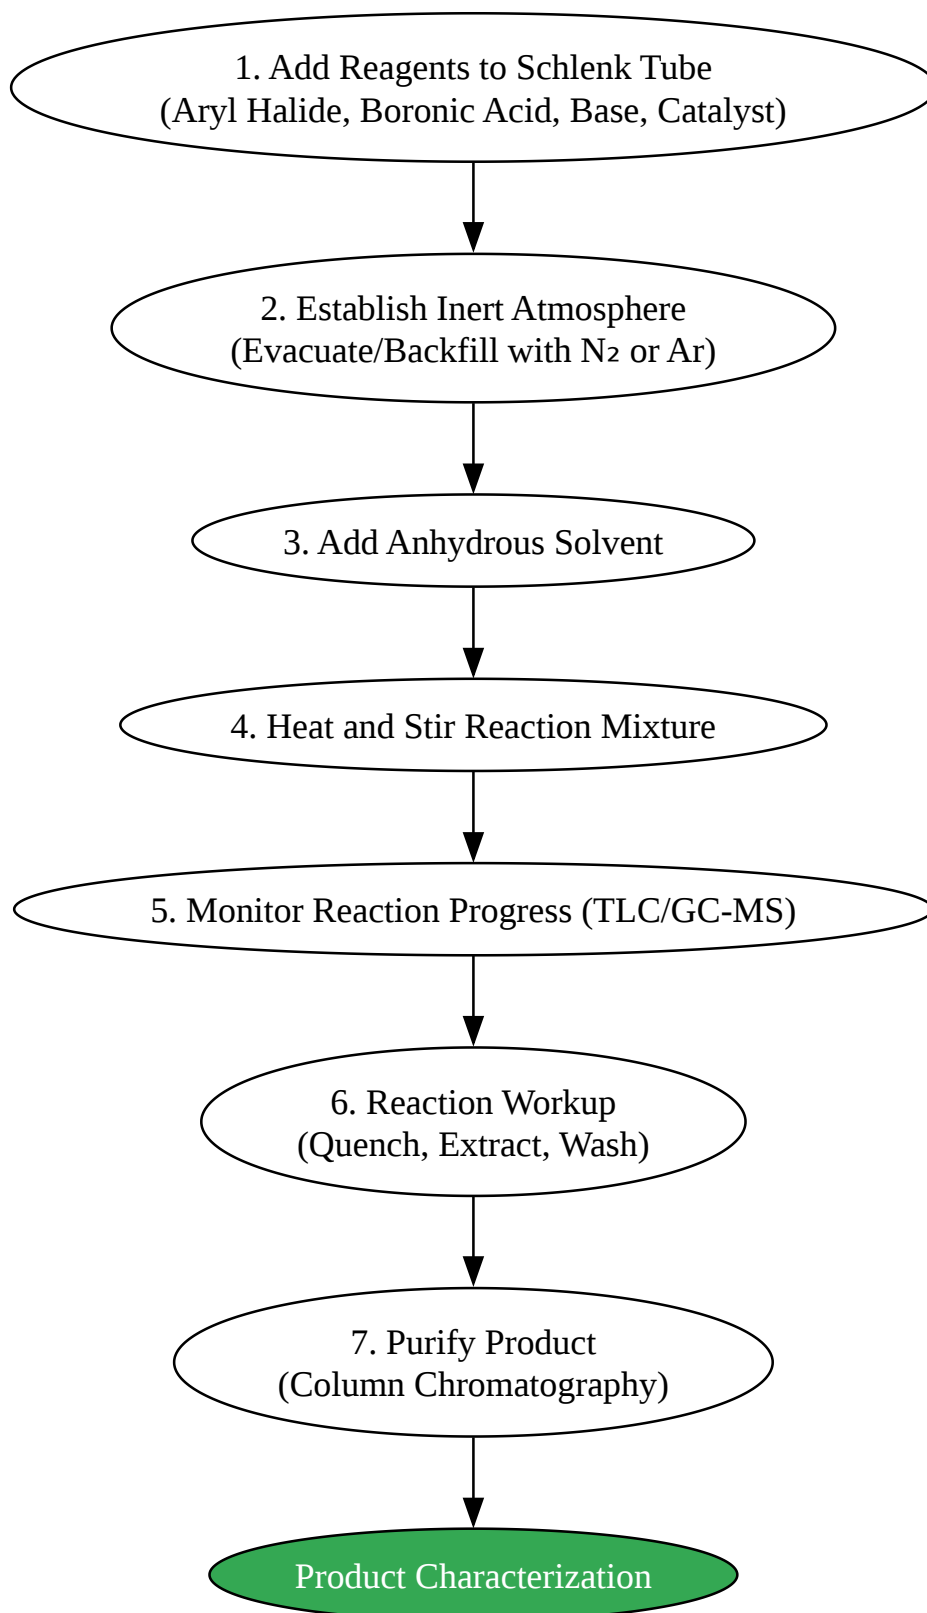 1. Add Reagents to Schlenk Tube
(Aryl Halide, Boronic Acid, Base, Catalyst)
2. Establish Inert Atmosphere
(Evacuate/Backfill with N₂ or Ar)
3. Add Anhydrous Solvent
4. Heat and Stir Reaction Mixture
5. Monitor Reaction Progress (TLC/GC-MS)
6. Reaction Workup
(Quench, Extract, Wash)
7. Purify Product
(Column Chromatography)
Product Characterization